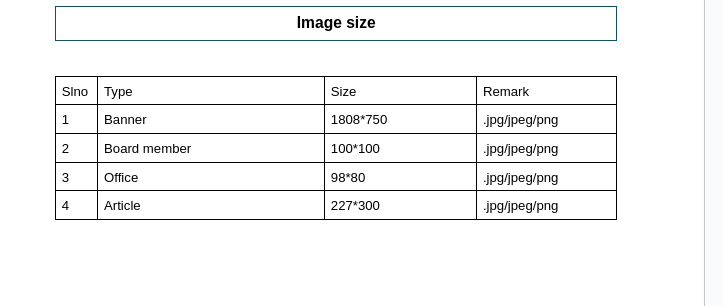 Image size
Slno Type Size Remark
1 Banner 1808*750 .jpg/jpeg/png
2 Board member 100*100 .jpg/jpeg/png
3 Office 98*80 .jpg/jpeg/png
4 Article 227*300 .jpg/jpeg/png